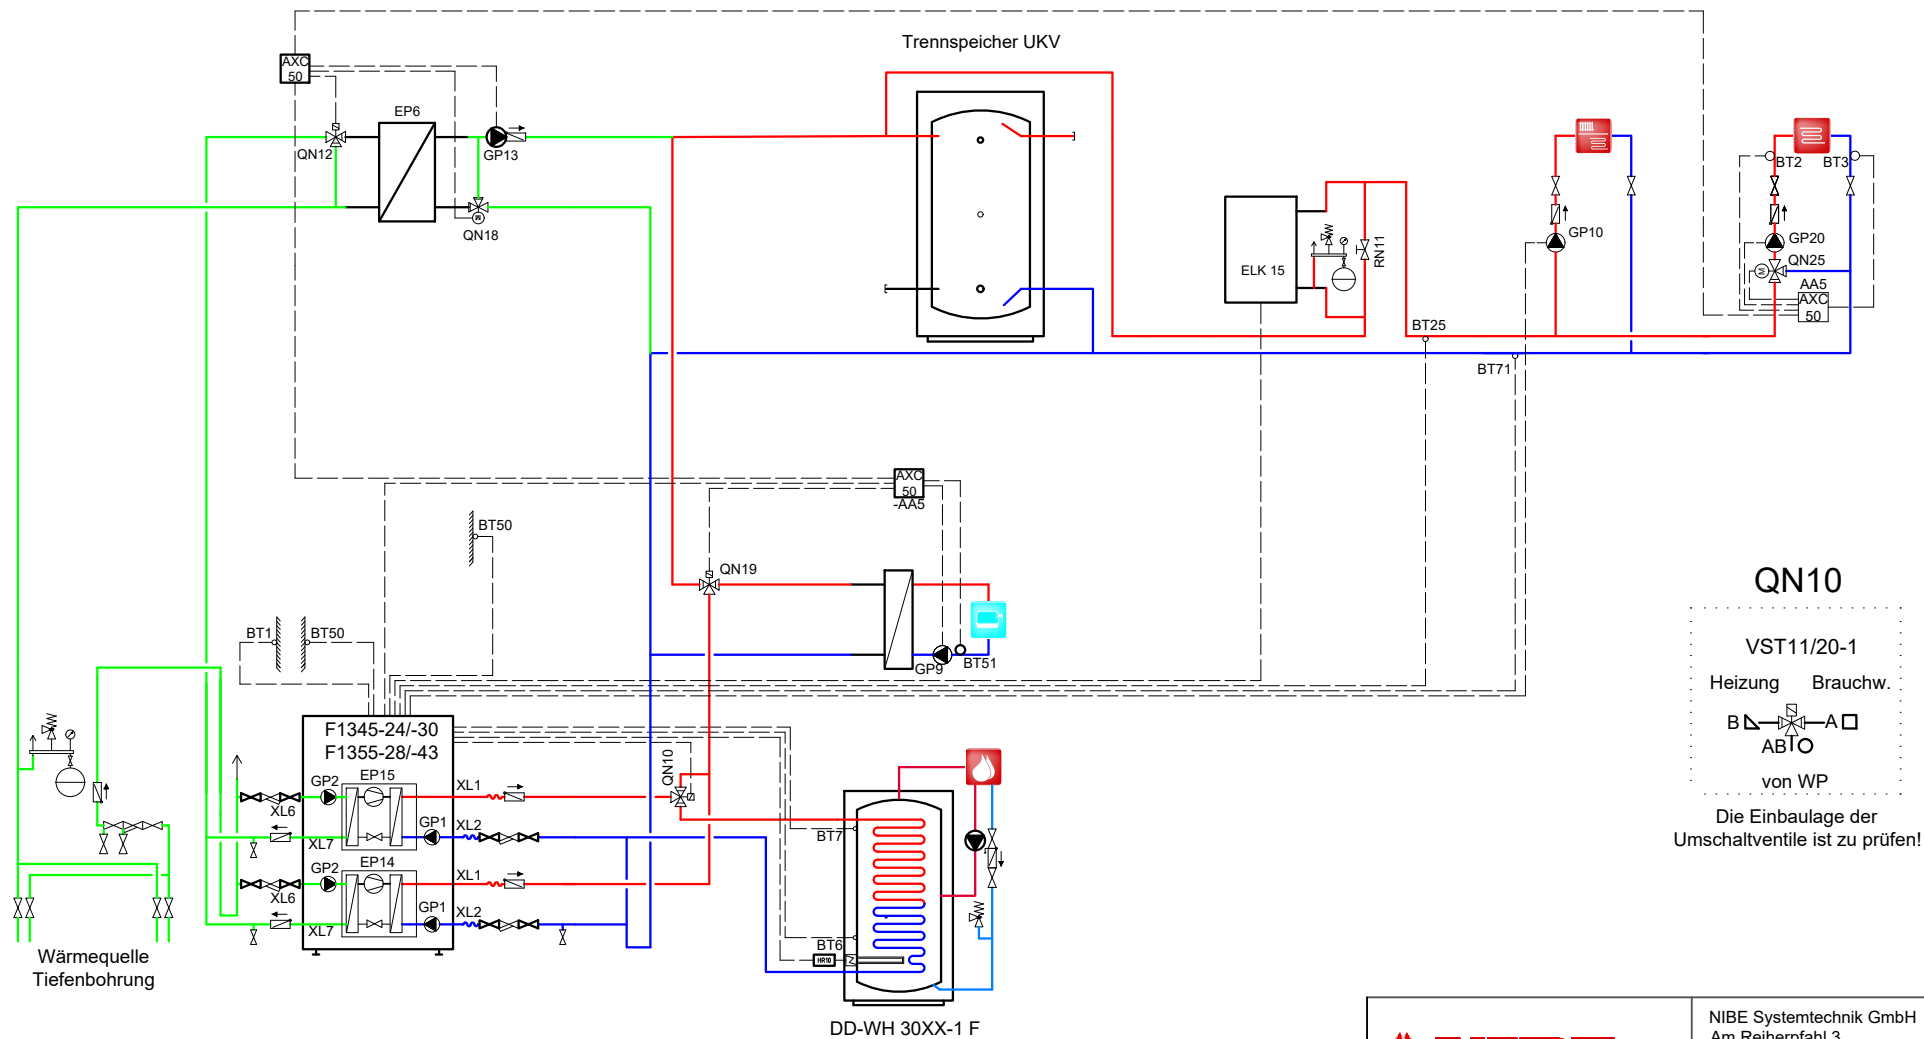 Trennspeicher UKV
AXC
50
EP6
QN12
GP13
QN18
BT2
BT3
GP10
GP20
QN25
RN11
ELK 15
AA5
AXC
50
BT25
BT71
AXC
50
-AA5
BT50
QN19
QN10
VST11/20-1
Heizung Brauchw.
B A
AB
von WP
Die Einbaulage der
Umschaltventile ist zu prüfen!
BT1
BT50
GP9
BT51
F1345-24/-30
F1355-28/-43
QN10
GP2
EP15
XL1
XL6
GP1
XL2
XL7
BT7
GP2
EP14
XL1
XL6
GP1
XL2
XL7
BT6
HR10
Wärmequelle
Tiefenbohrung
DD-WH 30XX-1 F
NIBE Systemtechnik GmbH
Am Reiherpfahl 3